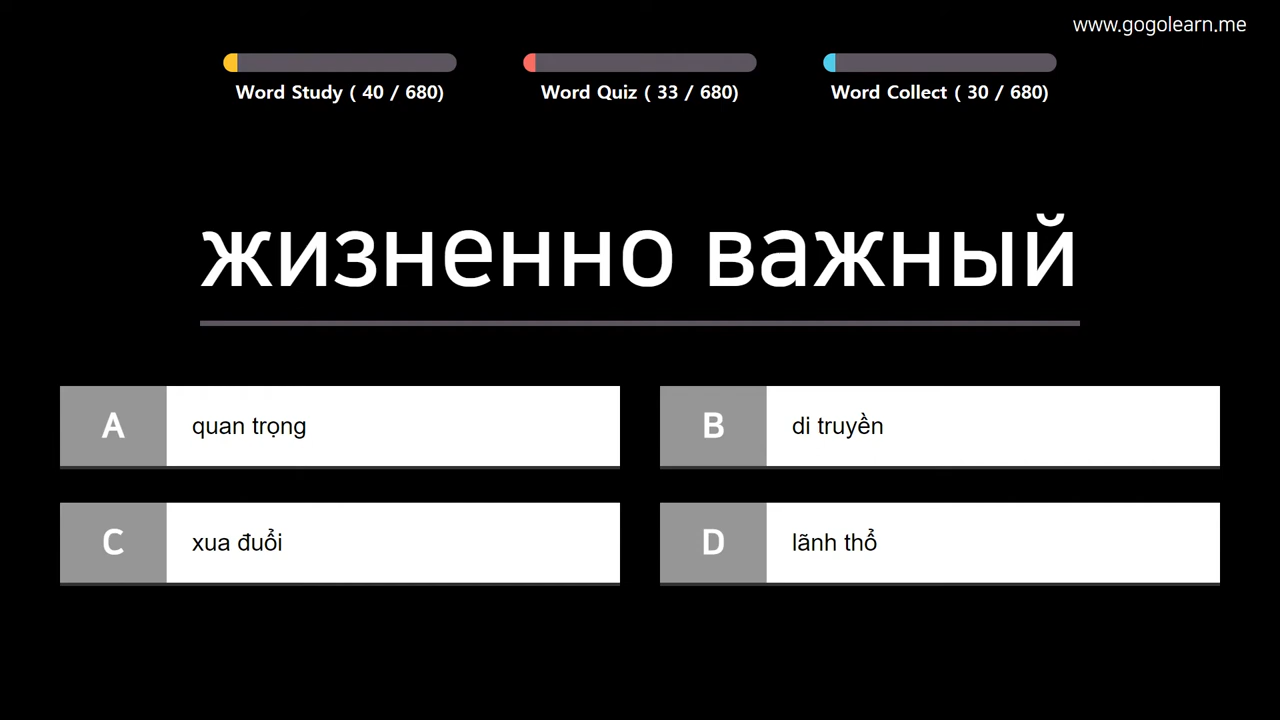 www.gogolearn.me
Word Study ( 40 / 680)
Word Quiz ( 33 / 680)
Word Collect ( 30 / 680)
жизненно важный
A quan trọng
B di truyền
C xua đuổi
D lãnh thổ